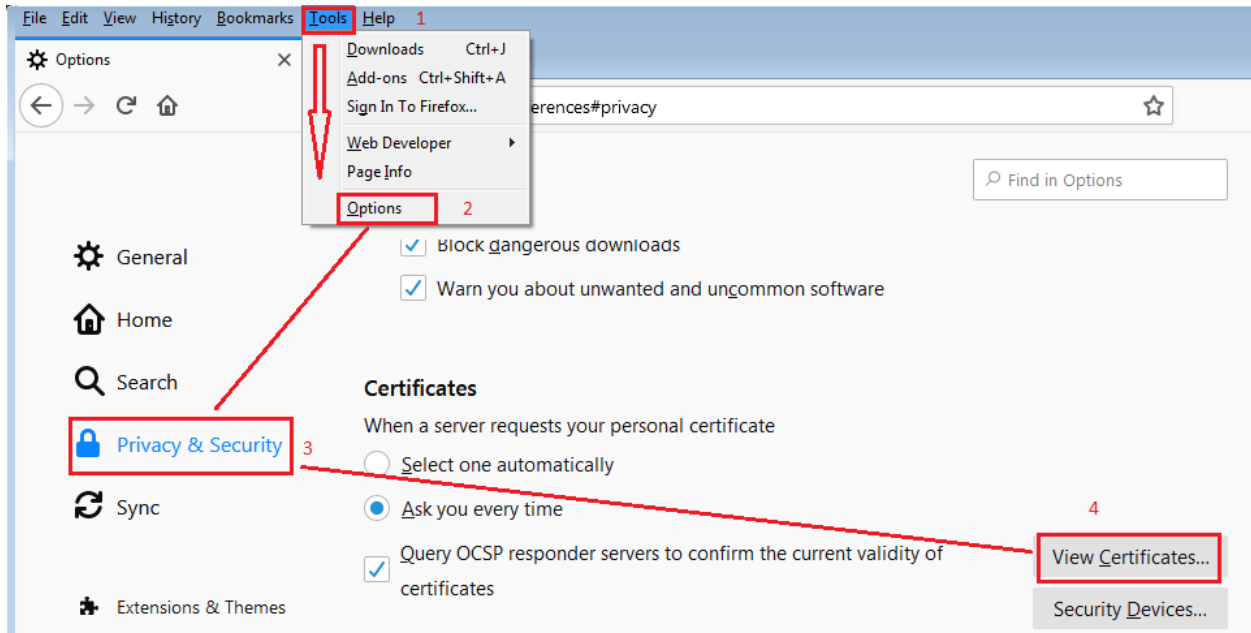 File Edit View History Bookmarks Tools Help 1
Options
Downloads Ctrl+J
Add-ons Ctrl+Shift+A
Sign In To Firefox...
Web Developer
Page Info
Options 2
erences#privacy
Find in Options
General
Home
Search
Privacy & Security 3
Sync
Extensions & Themes
Block dangerous downloads
Warn you about unwanted and uncommon software
Certificates
When a server requests your personal certificate
Select one automatically
Ask you every time
Query OCSP responder servers to confirm the current validity of
certificates
4
View Certificates...
Security Devices...